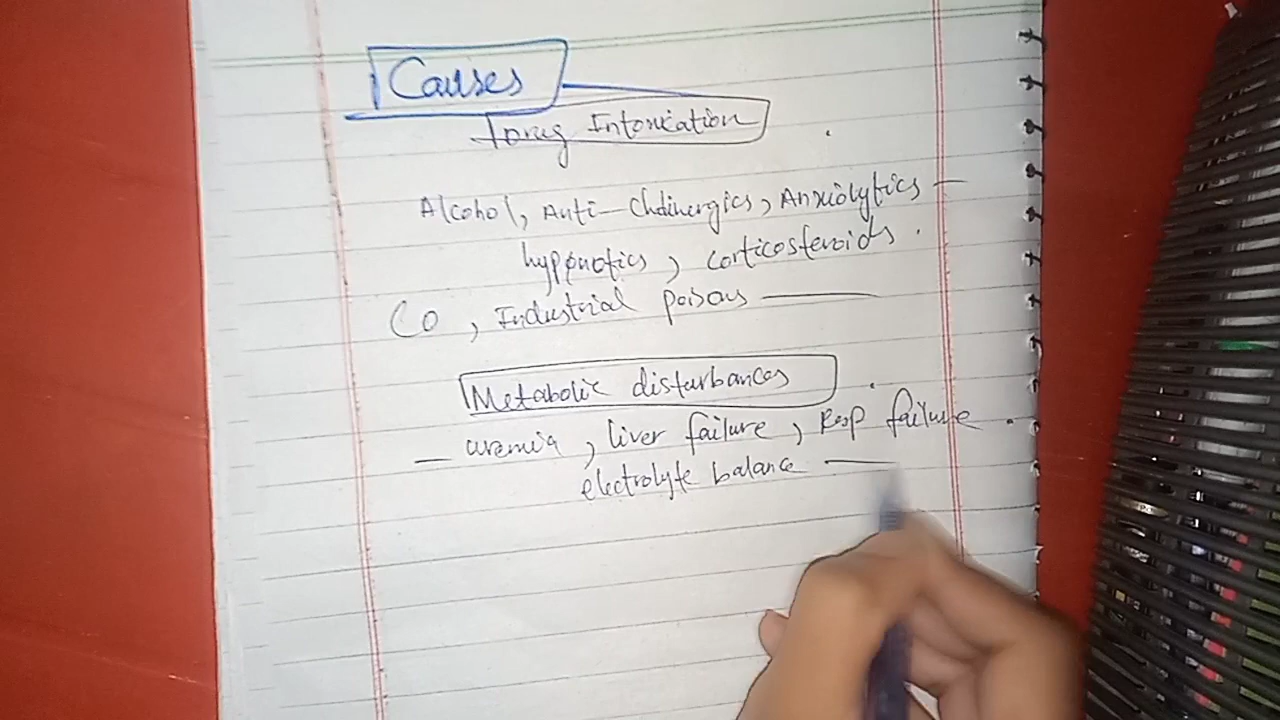 Causes
Drug Intoxication
Alcohol, Anti-Cholinergics, Anxiolytics —
hypnotics, corticosteroids.
CO, Industrial poisons —
Metabolic disturbances
— uremia, liver failure, Resp failure.
electrolyte balance —